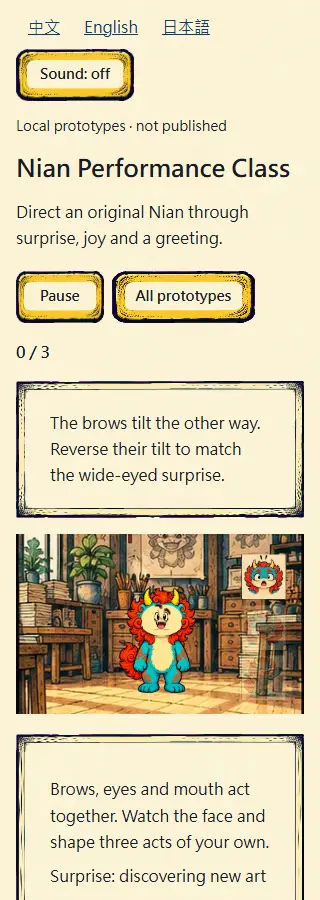 中文 English 日本語
Sound: off
Local prototypes · not published
Nian Performance Class
Direct an original Nian through
surprise, joy and a greeting.
Pause All prototypes
0 / 3
The brows tilt the other way.
Reverse their tilt to match
the wide-eyed surprise.
Brows, eyes and mouth act
together. Watch the face and
shape three acts of your own.
Surprise: discovering new art